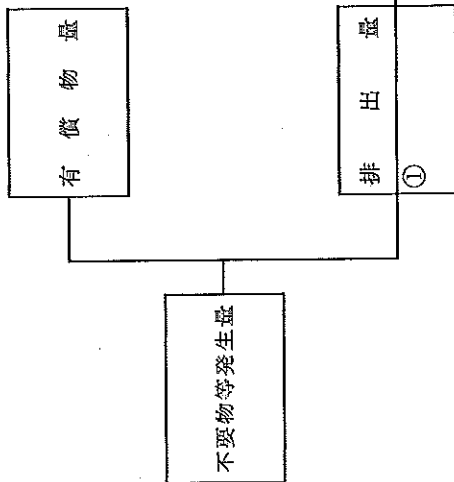 有償物量
排出量
①
不要物等発生量